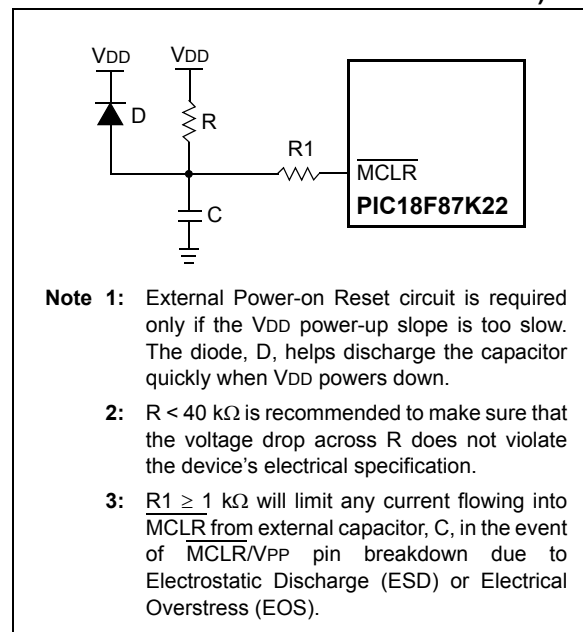 VDD VDD
D
R
R1
MCLR
PIC18F87K22
C
Note 1: External Power-on Reset circuit is required
only if the VDD power-up slope is too slow.
The diode, D, helps discharge the capacitor
quickly when VDD powers down.
2: R < 40 kΩ is recommended to make sure that
the voltage drop across R does not violate
the device's electrical specification.
3: R1 ≥ 1 kΩ will limit any current flowing into
MCLR from external capacitor, C, in the event
of MCLR/VPP pin breakdown due to
Electrostatic Discharge (ESD) or Electrical
Overstress (EOS).